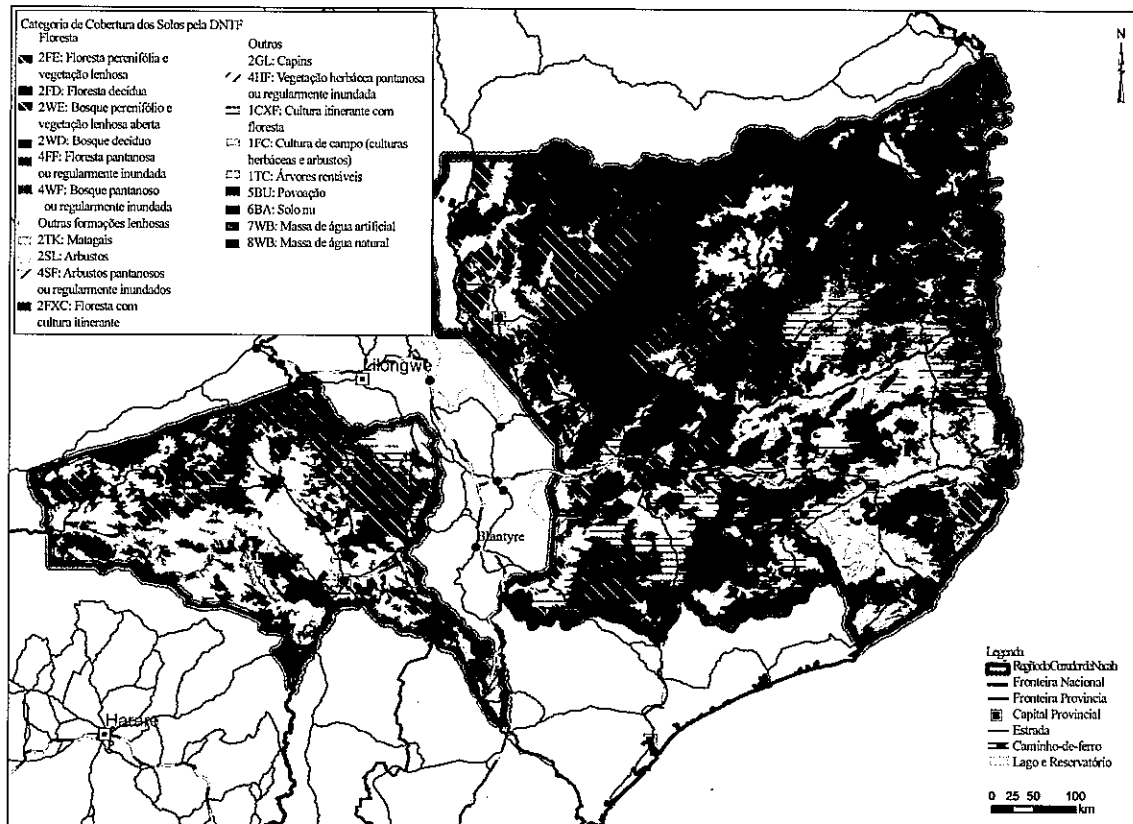 Categoria de Cobertura dos Solos pela DNTF
Floresta
2FE: Floresta perenifólia e
vegetação lenhosa
2FD: Floresta decídua
2WE: Bosque perenifólio e
vegetação lenhosa aberta
2WD: Bosque decíduo
4FF: Floresta pantanosa
ou regularmente inundada
4WF: Bosque pantanoso
ou regularmente inundada
Outras formações lenhosas
2TK: Matagais
2SL: Arbustos
4SF: Arbustos pantanosos
ou regularmente inundados
2FXC: Floresta com
cultura itinerante
Outros
2GL: Capins
4HF: Vegetação herbácea pantanosa
ou regularmente inundada
1CXF: Cultura itinerante com
floresta
1FC: Cultura de campo (culturas
herbáceas e arbustos)
1TC: Árvores rentáveis
5BU: Povoação
6BA: Solo nu
7WB: Massa de água artificial
8WB: Massa de água natural
N
Lilongwe
Blantyre
Harare
Legenda
Região do Corredor de Nacala
Fronteira Nacional
Fronteira Provincia
Capital Provincial
Estrada
Caminho-de-ferro
Lago e Reservatório
0 25 50 100
km